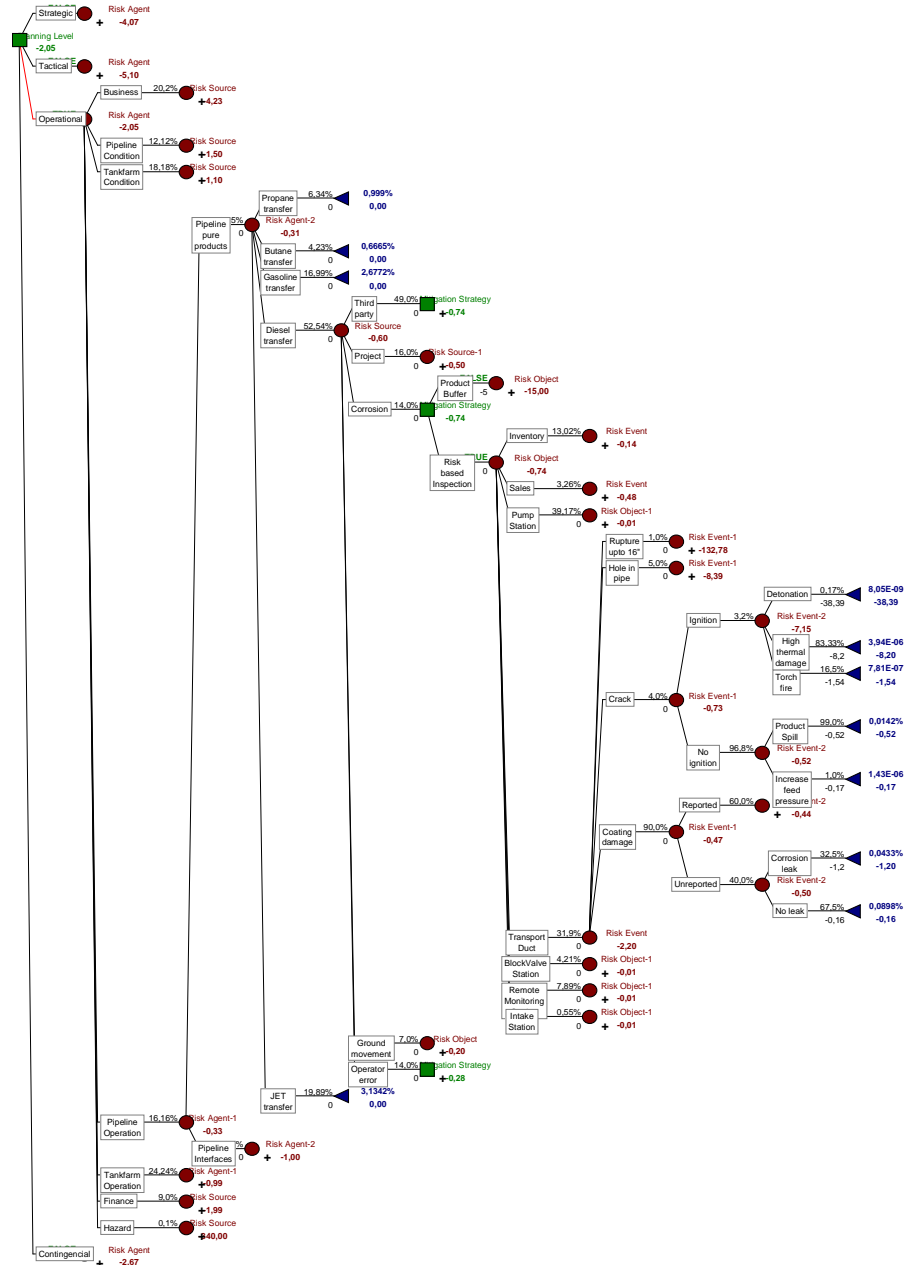 Strategic
Risk Agent
-4,07
anning Level
-2,05
Tactical
Risk Agent
-5,10
Business
20,2%
Risk Source
4,23
Operational
Risk Agent
-2,05
Pipeline
Condition
12,12%
Risk Source
1,50
Tankfarm
Condition
18,18%
Risk Source
1,10
Propane
transfer
6,34%
0
0,999%
0,00
Pipeline
pure
products
5%
0
Risk Agent-2
-0,31
Butane
transfer
4,23%
0
0,6665%
0,00
Gasoline
transfer
16,99%
0
2,6772%
0,00
Third
party
49,0%
0
igation Strategy
-0,74
Diesel
transfer
52,54%
0
Risk Source
-0,60
Project
16,0%
0
Risk Source-1
-0,50
Product
Buffer
LSE
-5
Risk Object
-15,00
Corrosion
14,0%
0
igation Strategy
-0,74
Inventory
13,02%
0
Risk Event
-0,14
Risk
based
Inspection
TRUE
0
Risk Object
-0,74
Sales
3,26%
0
Risk Event
-0,48
Pump
Station
39,17%
0
Risk Object-1
-0,01
Rupture
upto 16"
1,0%
0
Risk Event-1
-132,78
Hole in
pipe
5,0%
0
Risk Event-1
-8,39
Detonation
0,17%
-38,39
8,05E-09
-38,39
Ignition
3,2%
Risk Event-2
-7,15
High
thermal
damage
83,33%
-8,2
3,94E-06
-8,20
Torch
fire
16,5%
-1,54
7,81E-07
-1,54
Crack
4,0%
0
Risk Event-1
-0,73
Product
Spill
99,0%
-0,52
0,0142%
-0,52
No
ignition
96,8%
Risk Event-2
-0,52
Increase
feed
pressure
1,0%
-0,17
1,43E-06
-0,17
Reported
60,0%
nt-2
-0,44
Coating
damage
90,0%
0
Risk Event-1
-0,47
Corrosion
leak
32,5%
-1,2
0,0433%
-1,20
Unreported
40,0%
Risk Event-2
-0,50
No leak
67,5%
-0,16
0,0898%
-0,16
Transport
Duct
31,9%
0
Risk Event
-2,20
BlockValve
Station
4,21%
0
Risk Object-1
-0,01
Remote
Monitoring
7,89%
0
Risk Object-1
-0,01
Intake
Station
0,55%
0
Risk Object-1
-0,01
Ground
movement
7,0%
0
Risk Object
-0,20
Operator
error
14,0%
0
igation Strategy
-0,28
JET
transfer
19,89%
0
3,1342%
0,00
Pipeline
Operation
16,16%
Risk Agent-1
-0,33
Pipeline
Interfaces
%
0
Risk Agent-2
-1,00
Tankfarm
Operation
24,24%
Risk Agent-1
0,99
Finance
9,0%
Risk Source
1,99
Hazard
0,1%
Risk Source
340,00
Contingencial
Risk Agent
-2.67